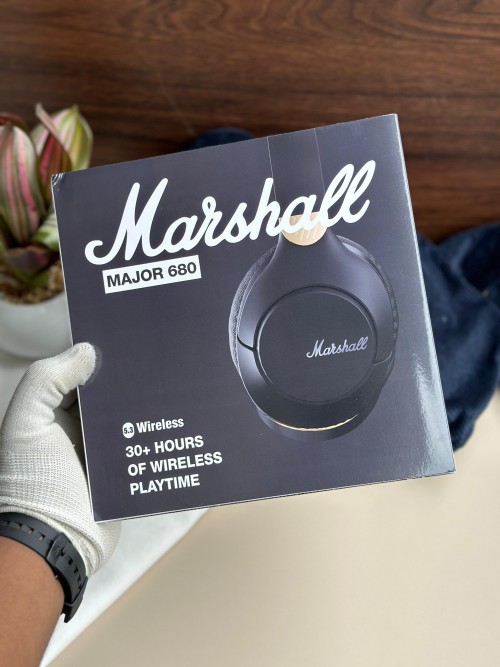 Marshall
MAJOR 680
Marshall
5.3 Wireless
30+ HOURS
OF WIRELESS
PLAYTIME